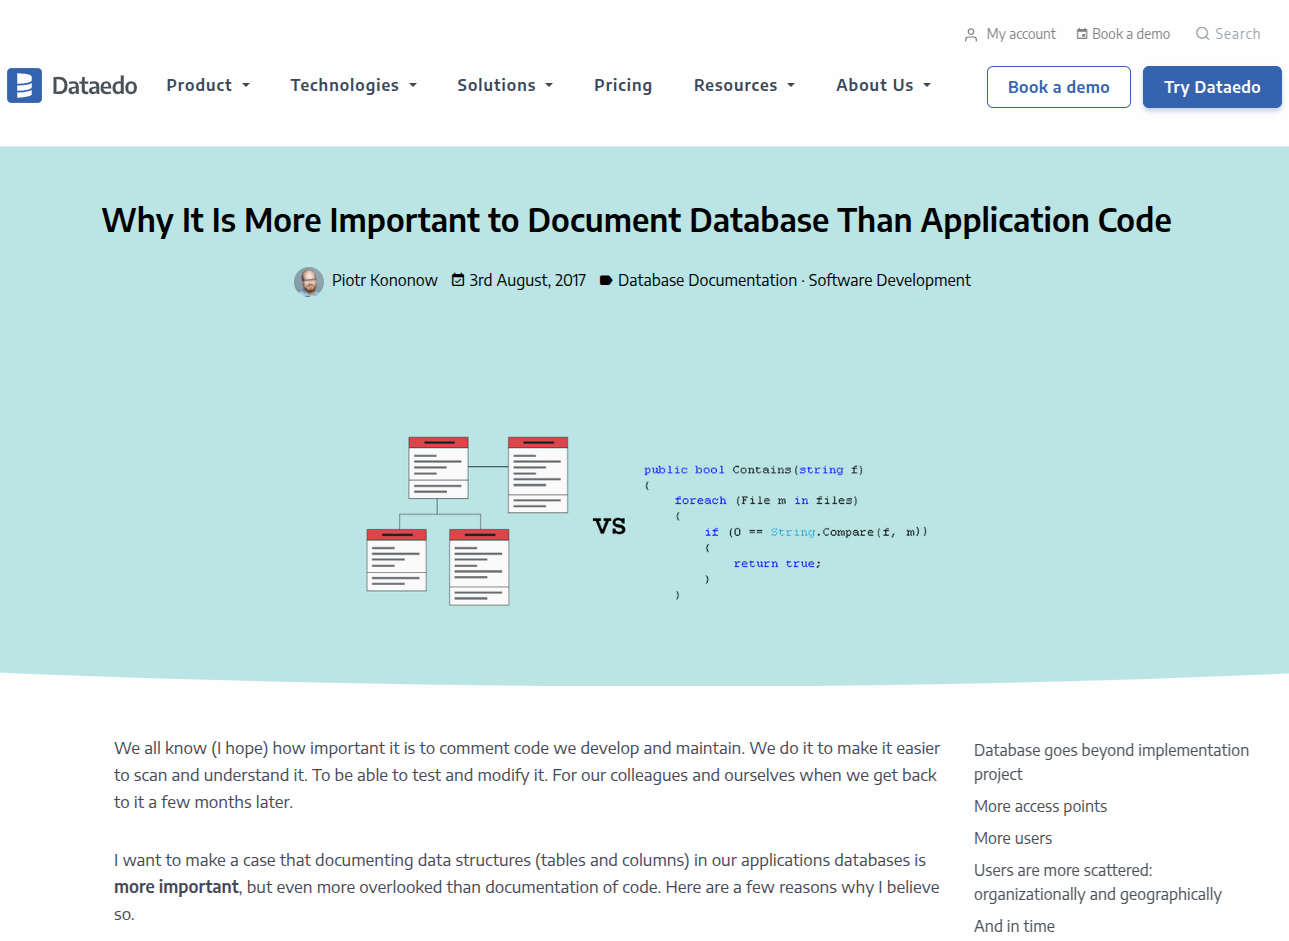 My account
Book a demo
Search
Dataedo
Product
Technologies
Solutions
Pricing
Resources
About Us
Book a demo
Try Dataedo
Why It Is More Important to Document Database Than Application Code
Piotr Kononow
3rd August, 2017
Database Documentation · Software Development
vs
public bool Contains(string f)
{
foreach (File m in files)
{
if (0 == String.Compare(f, m))
{
return true;
}
}
We all know (I hope) how important it is to comment code we develop and maintain. We do it to make it easier
to scan and understand it. To be able to test and modify it. For our colleagues and ourselves when we get back
to it a few months later.
I want to make a case that documenting data structures (tables and columns) in our applications databases is
more important, but even more overlooked than documentation of code. Here are a few reasons why I believe
so.
Database goes beyond implementation
project
More access points
More users
Users are more scattered:
organizationally and geographically
And in time